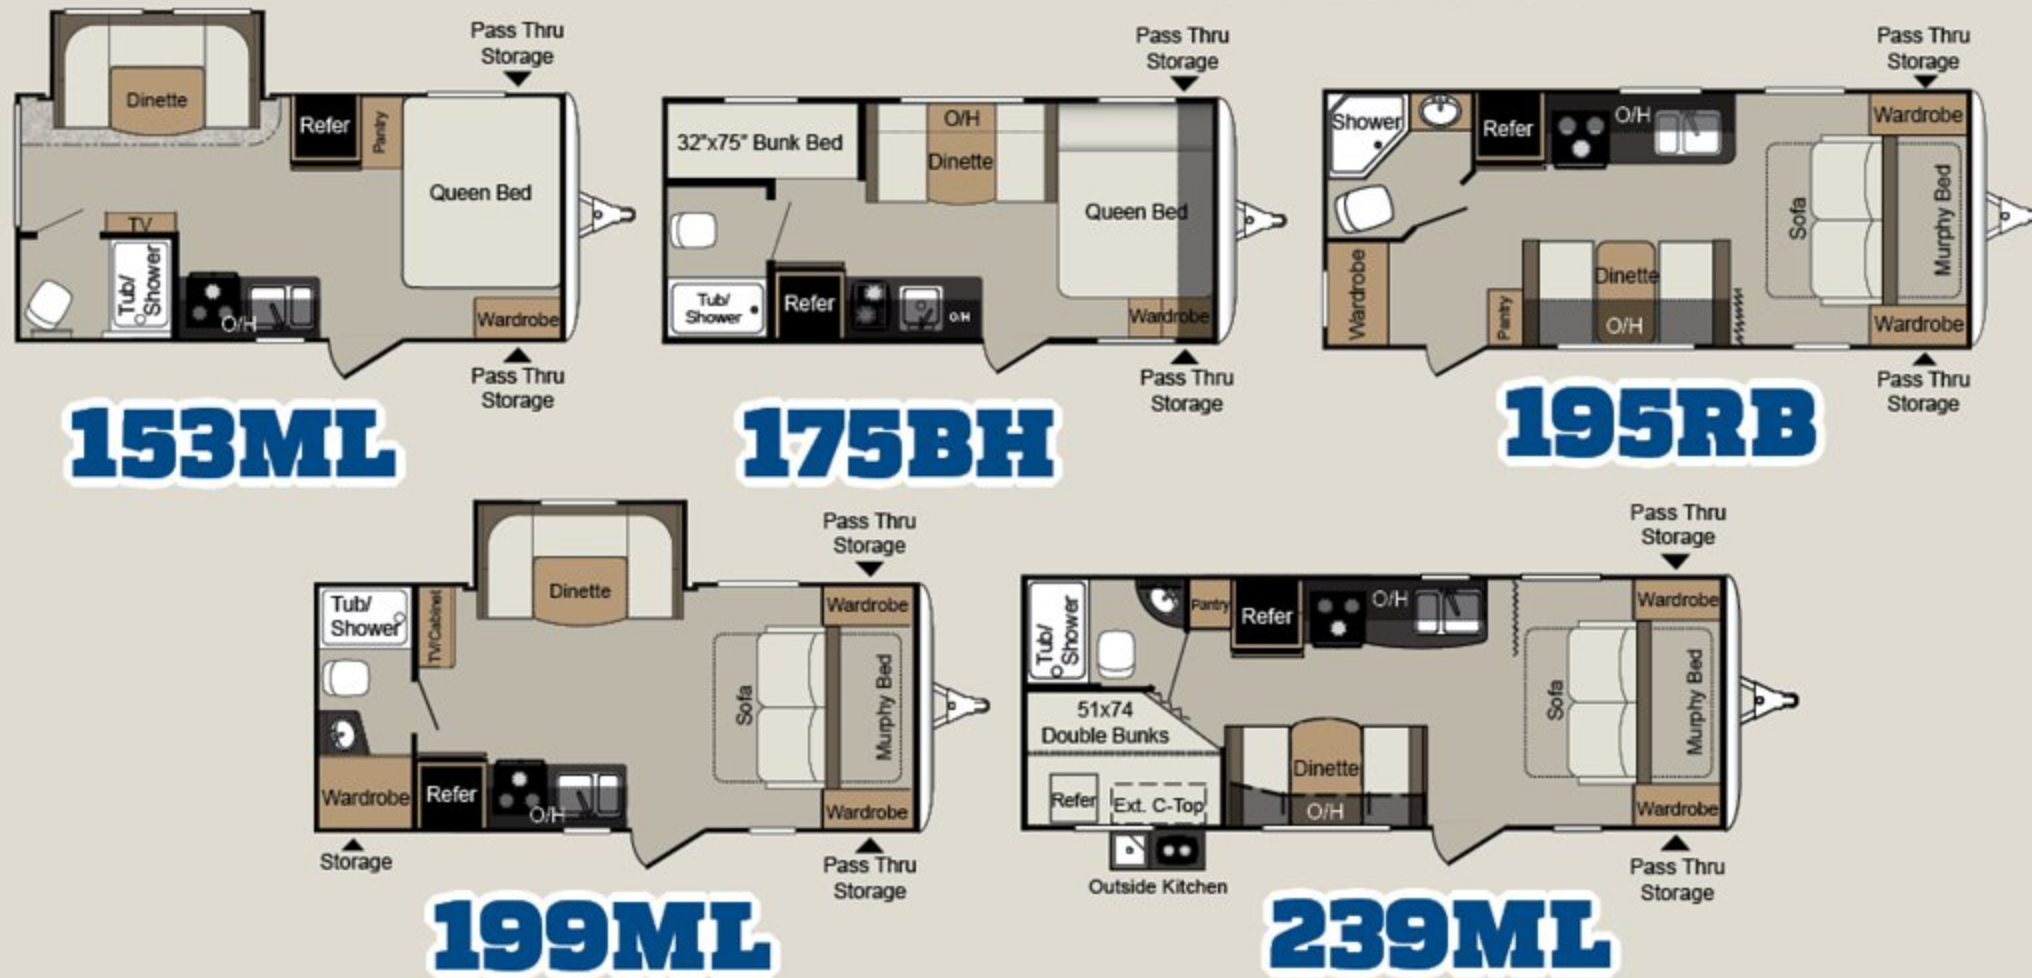 Pass Thru
Storage
Dinette
Refer
Pantry
Queen Bed
TV
Tub/
Shower
O/H
Wardrobe
Pass Thru
Storage
153ML
Pass Thru
Storage
32"x75" Bunk Bed
O/H
Dinette
Queen Bed
Tub/
Shower
Refer
O/H
Wardrobe
Pass Thru
Storage
175BH
Pass Thru
Storage
Shower
Refer
O/H
Wardrobe
Sofa
Murphy Bed
Wardrobe
Pantry
Dinette
O/H
Wardrobe
Pass Thru
Storage
195RB
Pass Thru
Storage
Dinette
Tub/
Shower
TV/Cabinet
Wardrobe
Sofa
Murphy Bed
Wardrobe
Refer
O/H
Wardrobe
Storage
Pass Thru
Storage
199ML
Pass Thru
Storage
Tub/
Shower
Pantry
Refer
O/H
Wardrobe
51x74
Double Bunks
Sofa
Murphy Bed
Dinette
Refer
Ext. C-Top
O/H
Wardrobe
Outside Kitchen
Pass Thru
Storage
239ML